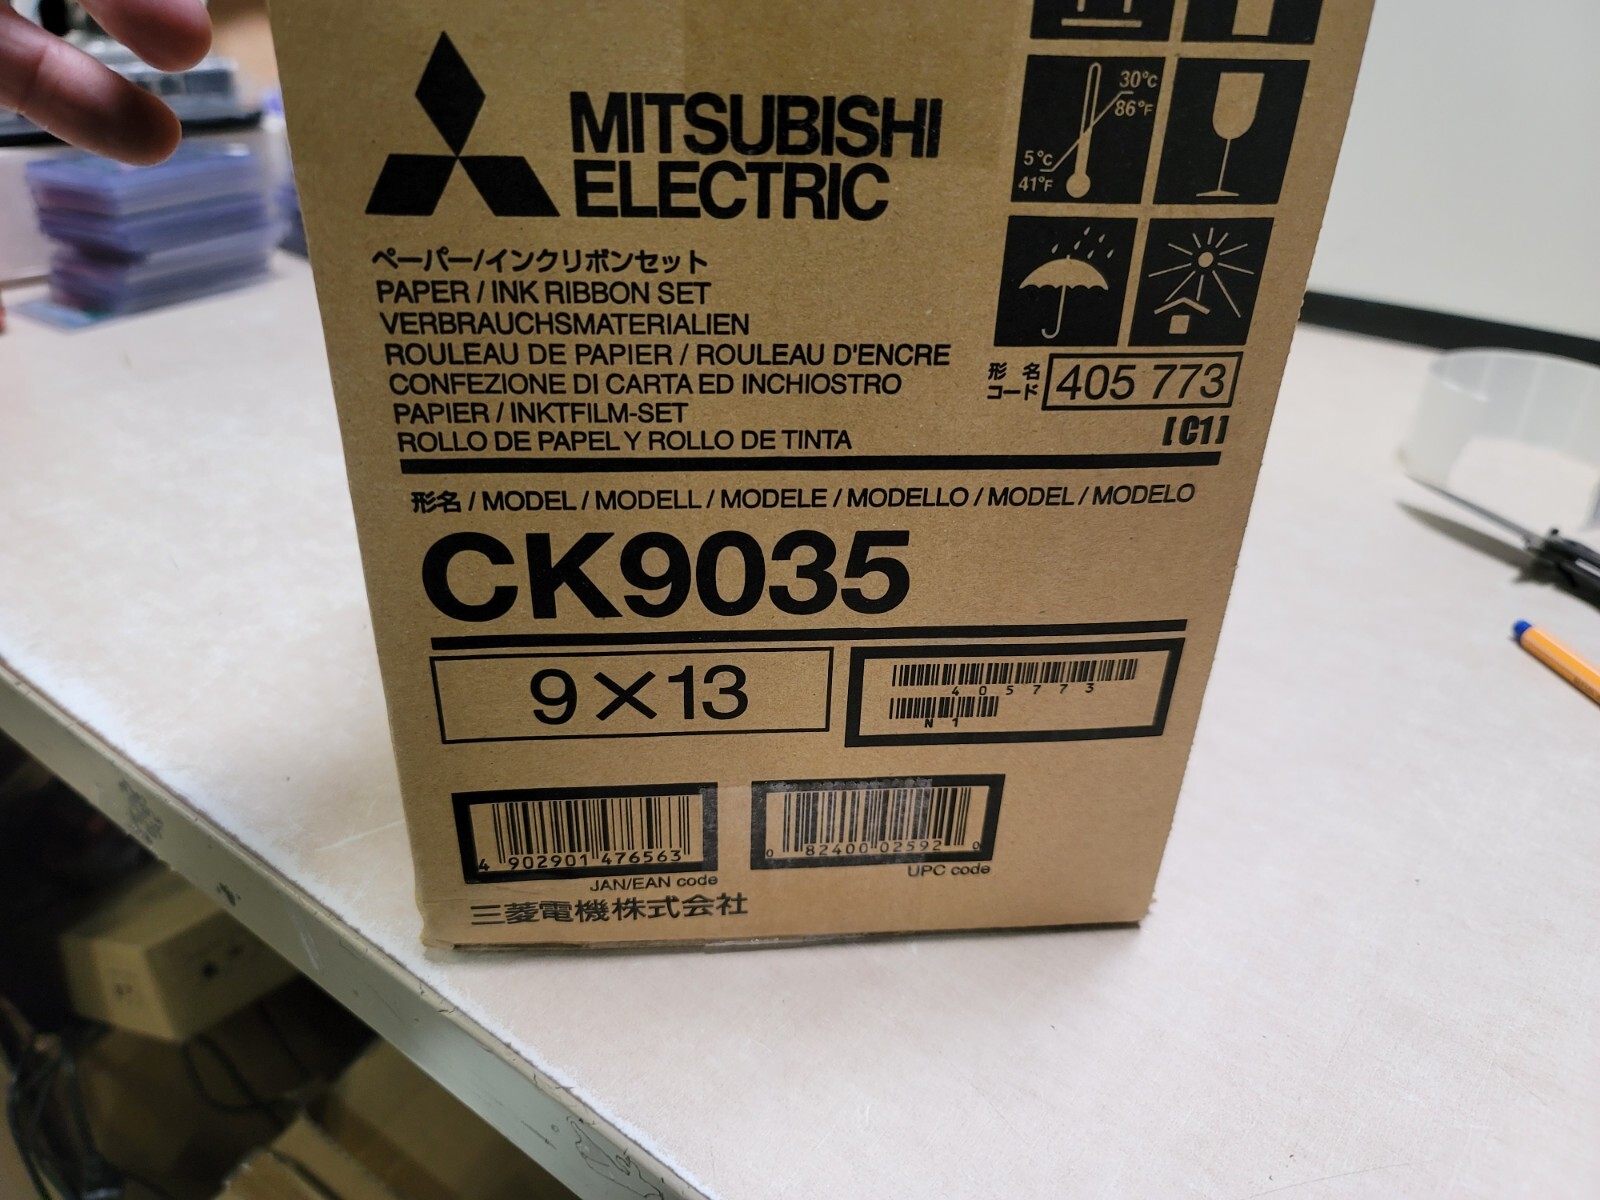 MITSUBISHI
ELECTRIC
30°C
86°F
5°C
41°F
ペーパー/インクリボンセット
PAPER / INK RIBBON SET
VERBRAUCHSMATERIALIEN
ROULEAU DE PAPIER / ROULEAU D'ENCRE
CONFEZIONE DI CARTA ED INCHIOSTRO
PAPIER / INKTFILM-SET
ROLLO DE PAPEL Y ROLLO DE TINTA
形名
コード
405 773
[C1]
形名 / MODEL / MODELL / MODELE / MODELLO / MODEL / MODELO
CK9035
9×13
405773
N1
4 902901 476563
JAN/EAN code
0 82400 02592 0
UPC code
三菱電機株式会社